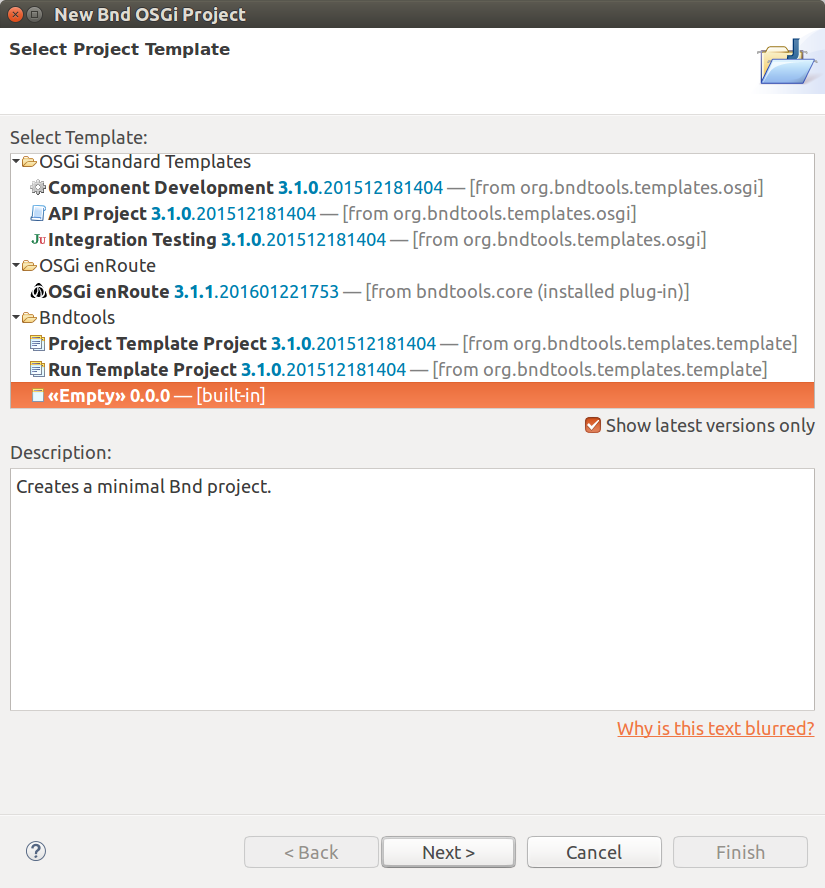 New Bnd OSGi Project
Select Project Template
Select Template:
OSGi Standard Templates
Component Development 3.1.0.201512181404 — [from org.bndtools.templates.osgi]
API Project 3.1.0.201512181404 — [from org.bndtools.templates.osgi]
JU Integration Testing 3.1.0.201512181404 — [from org.bndtools.templates.osgi]
OSGi enRoute
OSGi enRoute 3.1.1.201601221753 — [from bndtools.core (installed plug-in)]
Bndtools
Project Template Project 3.1.0.201512181404 — [from org.bndtools.templates.template]
Run Template Project 3.1.0.201512181404 — [from org.bndtools.templates.template]
«Empty» 0.0.0 — [built-in]
Show latest versions only
Description:
Creates a minimal Bnd project.
Why is this text blurred?
? < Back Next > Cancel Finish